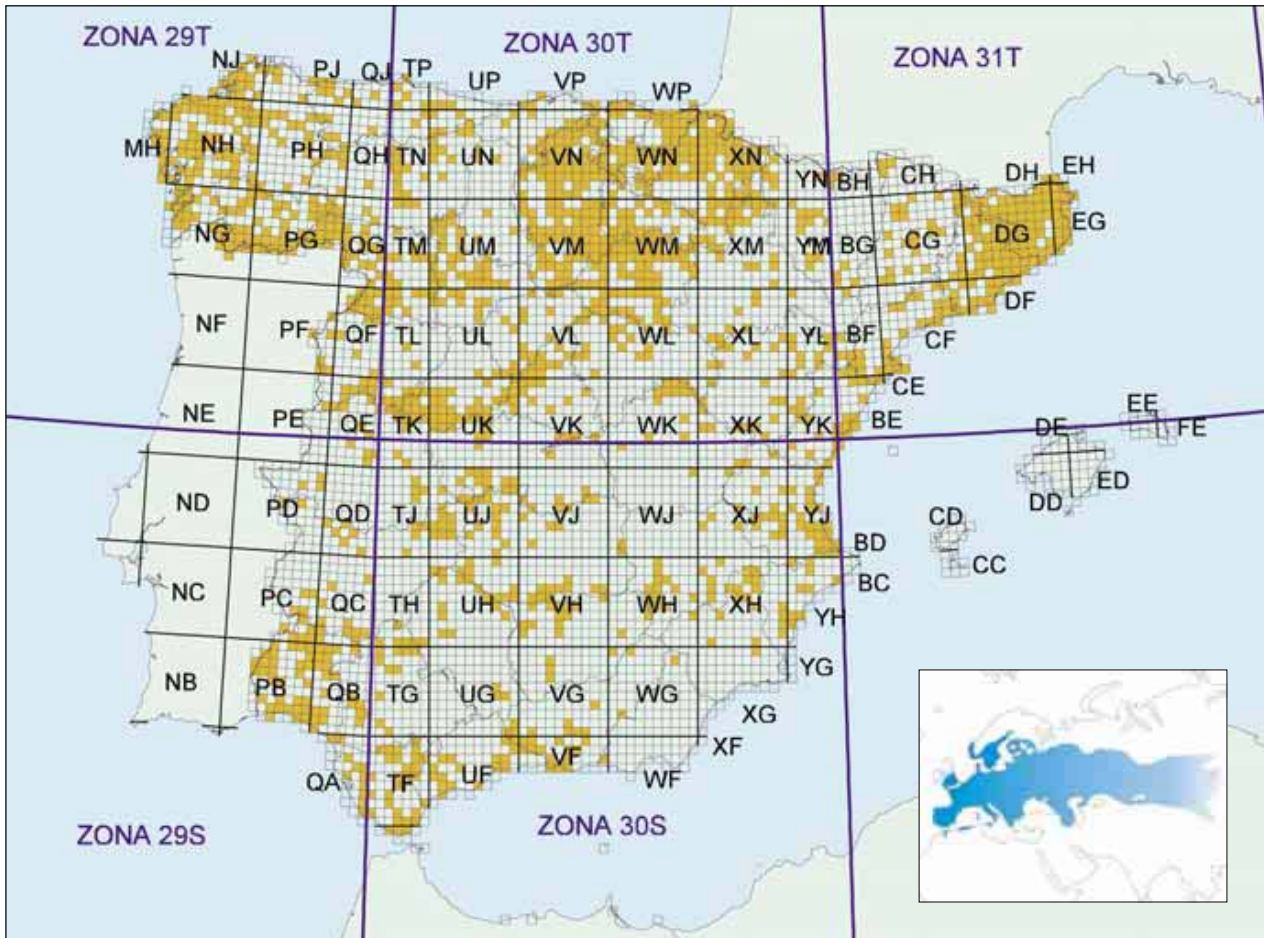 ZONA 29T
ZONA 30T
ZONA 31T
NJ
PJ
QJ
TP
UP
VP
WP
MH
NH
PH
QH
TN
UN
VN
WN
XN
YN
BH
CH
DH
EH
NG
PG
QG
TM
UM
VM
WM
XM
YM
BG
CG
DG
EG
NF
PF
QF
TL
UL
VL
WL
XL
YL
BF
CF
DF
NE
PE
QE
TK
UK
VK
WK
XK
YK
BE
CE
DE
EE
FE
ND
PD
QD
TJ
UJ
VJ
WJ
XJ
YJ
BD
CD
DD
ED
NC
PC
QC
TH
UH
VH
WH
XH
YH
BC
CC
NB
PB
QB
TG
UG
VG
WG
XG
YG
QA
TF
UF
VF
WF
XF
ZONA 29S
ZONA 30S